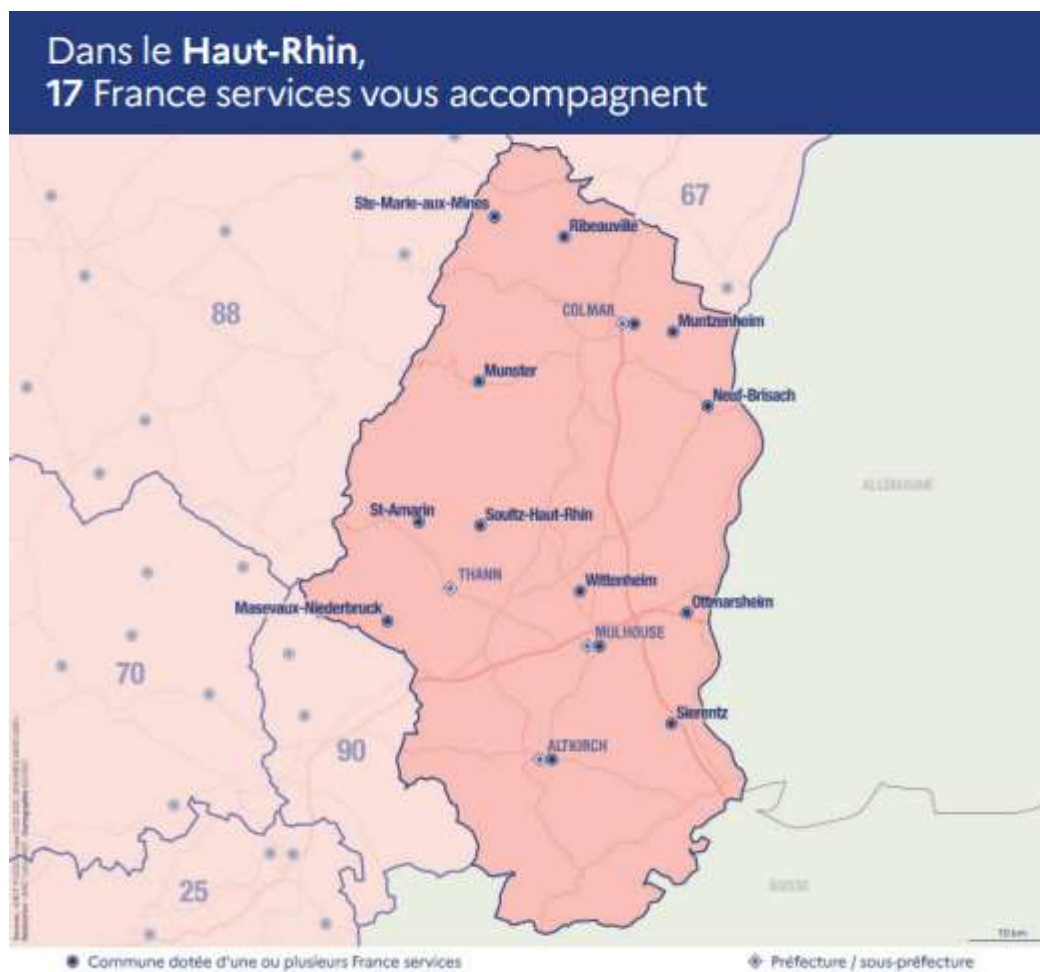 Dans le Haut-Rhin,
17 France services vous accompagnent
67
Ste-Marie-aux-Mines
Ribeauvillé
88
COLMAR
Muntzenheim
Munster
Neuf-Brisach
ALLEMAGNE
St-Amarin
Soultz-Haut-Rhin
THANN
Wittenheim
Masevaux-Niederbruck
Ottmarsheim
MULHOUSE
70
Sierentz
90
ALTKIRCH
25
SUISSE
10 km
Commune dotée d'une ou plusieurs France services
Préfecture / sous-préfecture